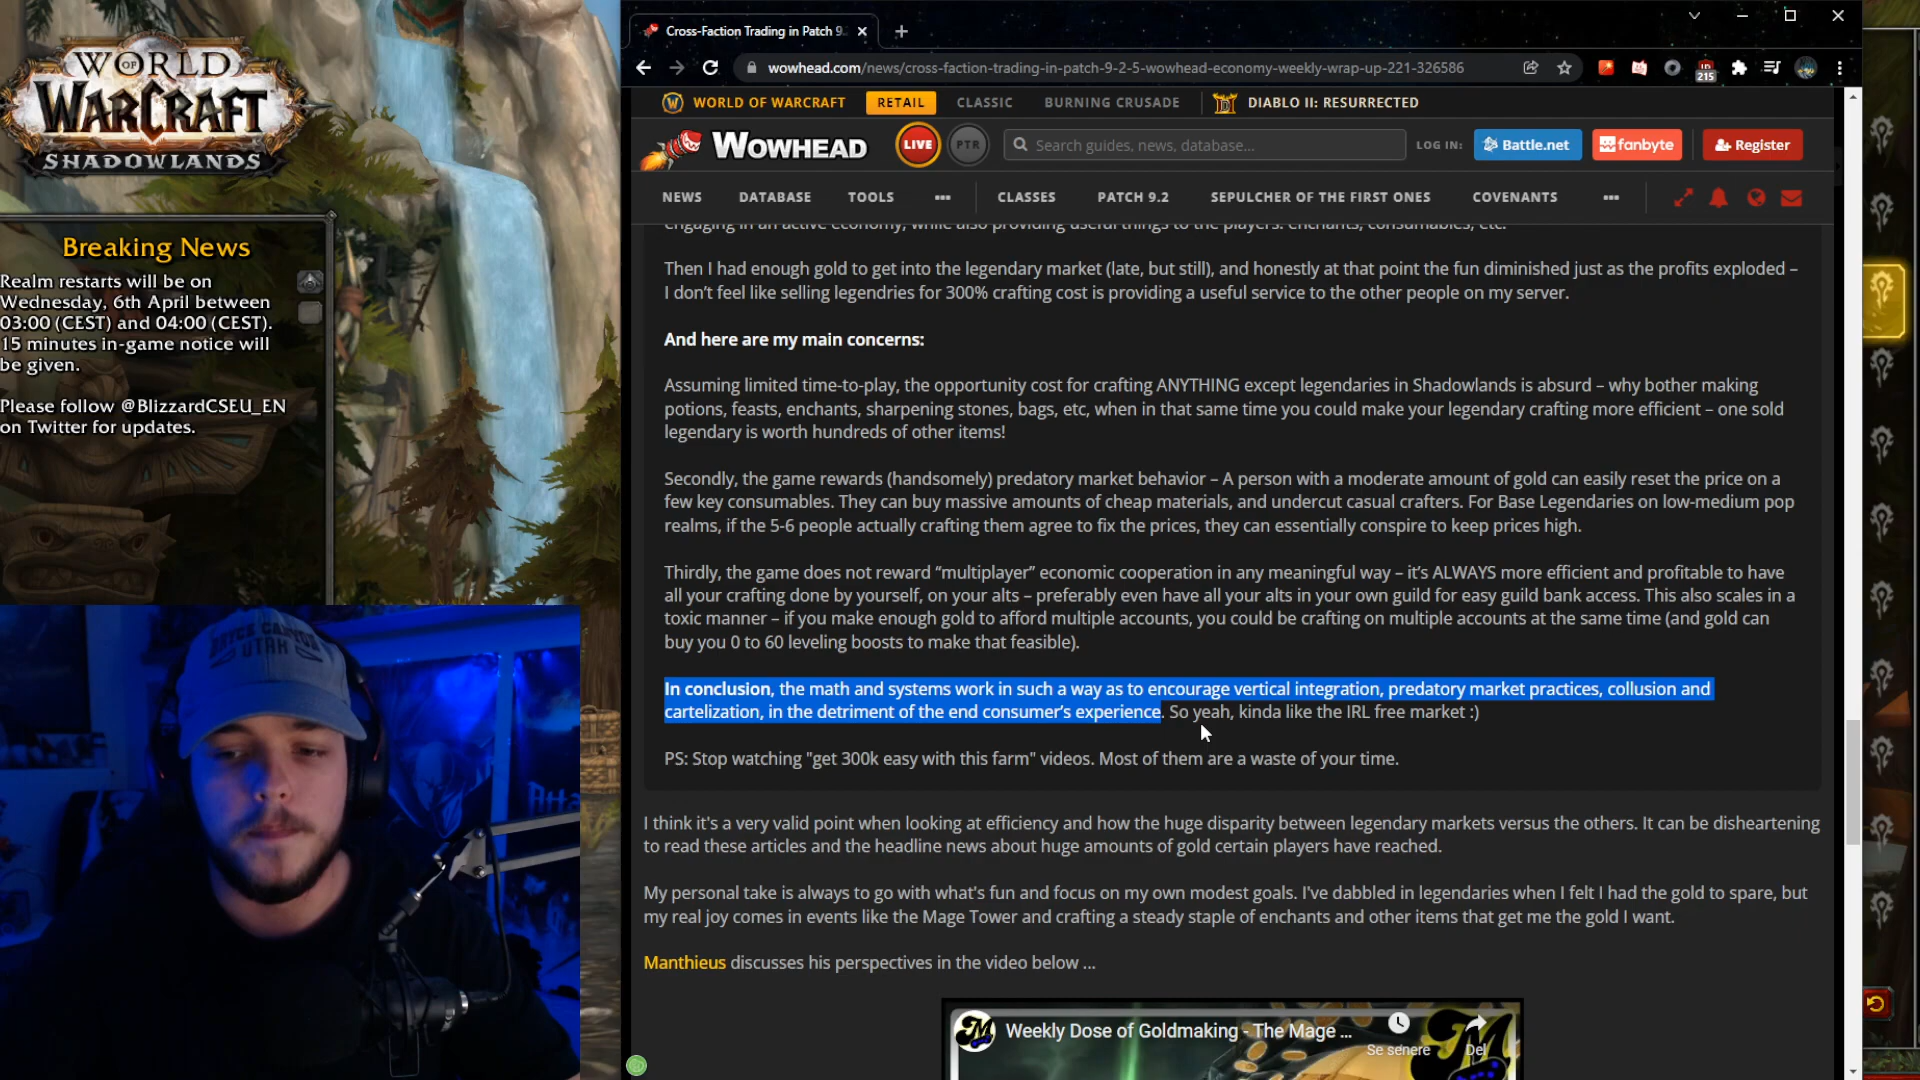 WORLD
OF
WARCRAFT
SHADOWLANDS
Breaking News
Realm restarts will be on
Wednesday, 6th April between
03:00 (CEST) and 04:00 (CEST).
15 minutes in-game notice will
be given.
Please follow @BlizzardCSEU_EN
on Twitter for updates.
BRYCE CANYON
UTAH
Cross-Faction Trading in Patch 9.
wowhead.com/news/cross-faction-trading-in-patch-9-2-5-wowhead-economy-weekly-wrap-up-221-326586
215
WORLD OF WARCRAFT RETAIL CLASSIC BURNING CRUSADE DIABLO II: RESURRECTED
WOWHEAD LIVE PTR Search guides, news, database... LOG IN: Battle.net fanbyte Register
NEWS DATABASE TOOLS ••• CLASSES PATCH 9.2 SEPULCHER OF THE FIRST ONES COVENANTS •••
engaging in an active economy, while also providing useful things to the players: enchants, consumables, etc.
Then I had enough gold to get into the legendary market (late, but still), and honestly at that point the fun diminished just as the profits exploded –
I don’t feel like selling legendries for 300% crafting cost is providing a useful service to the other people on my server.
And here are my main concerns:
Assuming limited time-to-play, the opportunity cost for crafting ANYTHING except legendaries in Shadowlands is absurd – why bother making
potions, feasts, enchants, sharpening stones, bags, etc, when in that same time you could make your legendary crafting more efficient – one sold
legendary is worth hundreds of other items!
Secondly, the game rewards (handsomely) predatory market behavior – A person with a moderate amount of gold can easily reset the price on a
few key consumables. They can buy massive amounts of cheap materials, and undercut casual crafters. For Base Legendaries on low-medium pop
realms, if the 5-6 people actually crafting them agree to fix the prices, they can essentially conspire to keep prices high.
Thirdly, the game does not reward “multiplayer” economic cooperation in any meaningful way – it’s ALWAYS more efficient and profitable to have
all your crafting done by yourself, on your alts – preferably even have all your alts in your own guild for easy guild bank access. This also scales in a
toxic manner – if you make enough gold to afford multiple accounts, you could be crafting on multiple accounts at the same time (and gold can
buy you 0 to 60 leveling boosts to make that feasible).
In conclusion, the math and systems work in such a way as to encourage vertical integration, predatory market practices, collusion and
cartelization, in the detriment of the end consumer’s experience. So yeah, kinda like the IRL free market :)
PS: Stop watching "get 300k easy with this farm" videos. Most of them are a waste of your time.
I think it's a very valid point when looking at efficiency and how the huge disparity between legendary markets versus the others. It can be disheartening
to read these articles and the headline news about huge amounts of gold certain players have reached.
My personal take is always to go with what's fun and focus on my own modest goals. I've dabbled in legendaries when I felt I had the gold to spare, but
my real joy comes in events like the Mage Tower and crafting a steady staple of enchants and other items that get me the gold I want.
Manthieus discusses his perspectives in the video below ...
Weekly Dose of Goldmaking - The Mage ...
Se senere Del